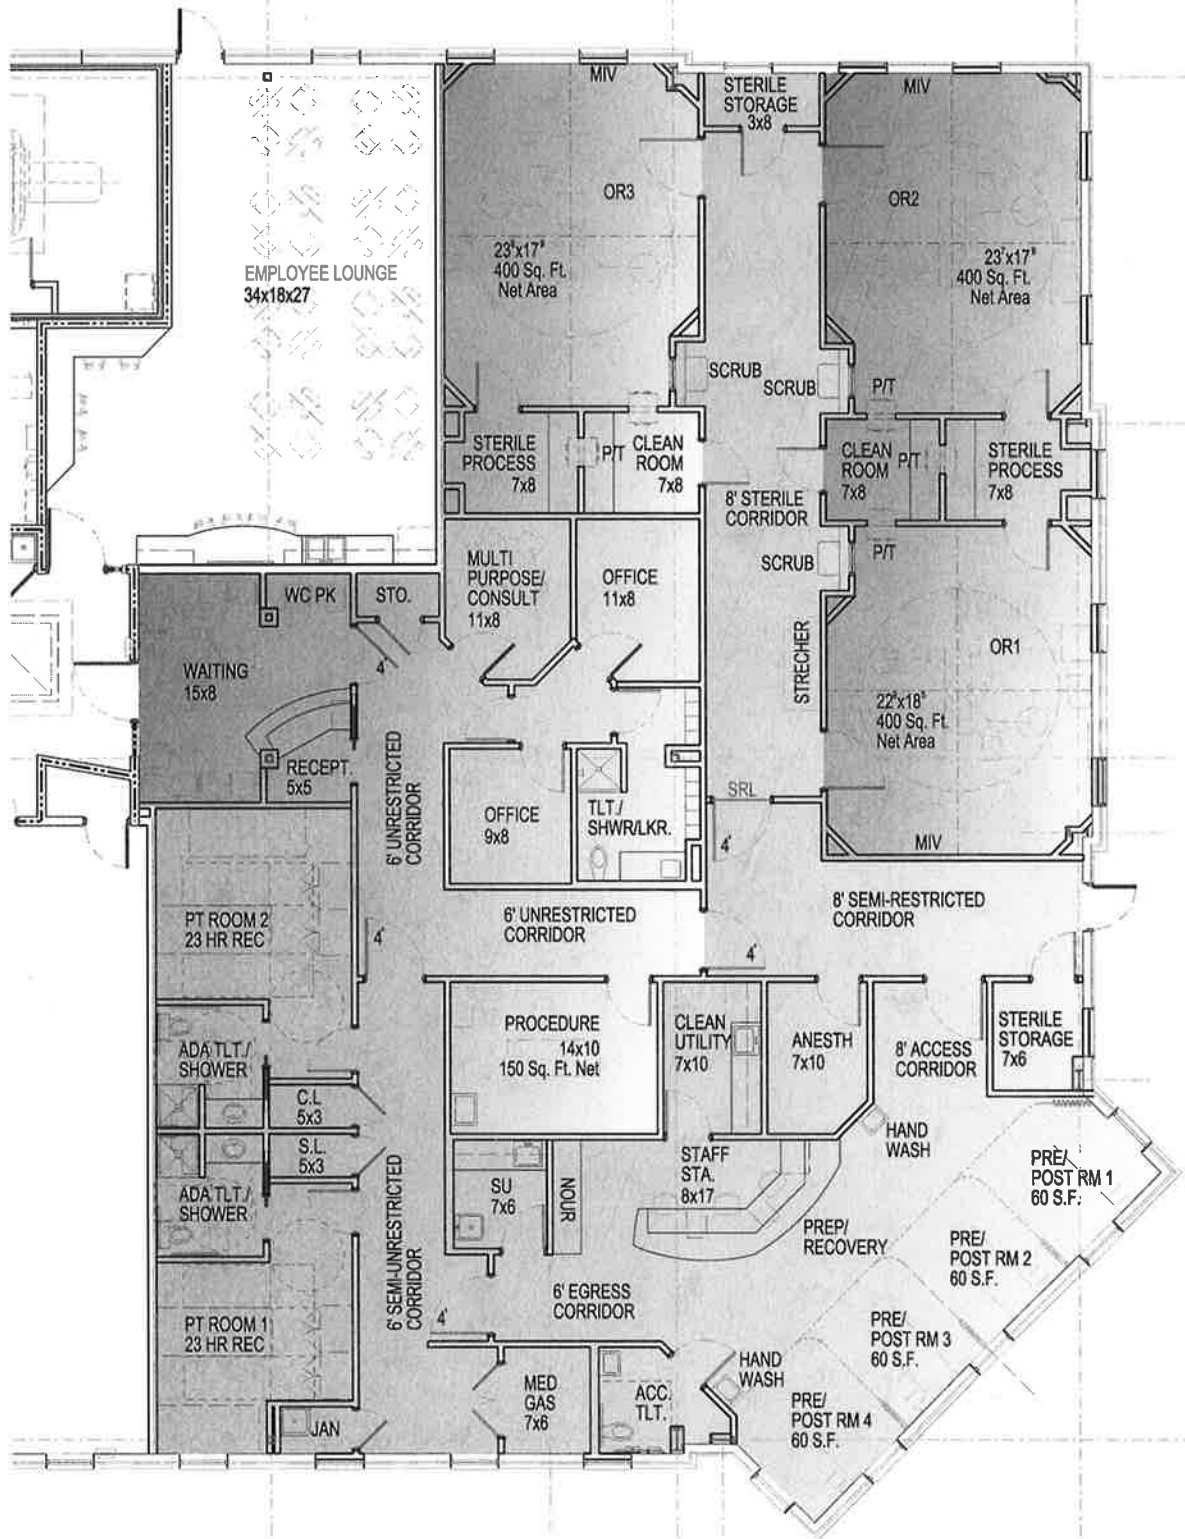 MIV
STERILE
STORAGE
3x8
MIV
OR3
OR2
23'x17'
400 Sq. Ft.
Net Area
23'x17'
400 Sq. Ft.
Net Area
EMPLOYEE LOUNGE
34x18x27
SCRUB
SCRUB
P/T
STERILE
PROCESS
7x8
P/T
CLEAN
ROOM
7x8
CLEAN
ROOM
7x8
P/T
STERILE
PROCESS
7x8
8' STERILE
CORRIDOR
P/T
SCRUB
MULTI
PURPOSE/
CONSULT
11x8
OFFICE
11x8
WC PK
STO.
4'
WAITING
15x8
STRECHER
OR1
22'x18'
400 Sq. Ft.
Net Area
RECEPT.
5x5
6' UNRESTRICTED
CORRIDOR
OFFICE
9x8
TLT./
SHWR/LKR.
SRL
4'
MIV
PT ROOM 2
23 HR REC
4'
6' UNRESTRICTED
CORRIDOR
8' SEMI-RESTRICTED
CORRIDOR
4'
PROCEDURE
14x10
150 Sq. Ft. Net
CLEAN
UTILITY
7x10
ANESTH
7x10
8' ACCESS
CORRIDOR
STERILE
STORAGE
7x6
ADA TLT./
SHOWER
C.L
5x3
S.L.
5x3
ADA TLT./
SHOWER
HAND
WASH
STAFF
STA.
8x17
SU
7x6
NOUR
PRE/
POST RM 1
60 S.F.
PREP/
RECOVERY
PRE/
POST RM 2
60 S.F.
6' SEMI-UNRESTRICTED
CORRIDOR
6' EGRESS
CORRIDOR
4'
PT ROOM 1
23 HR REC
PRE/
POST RM 3
60 S.F.
HAND
WASH
MED
GAS
7x6
ACC.
TLT.
PRE/
POST RM 4
60 S.F.
JAN